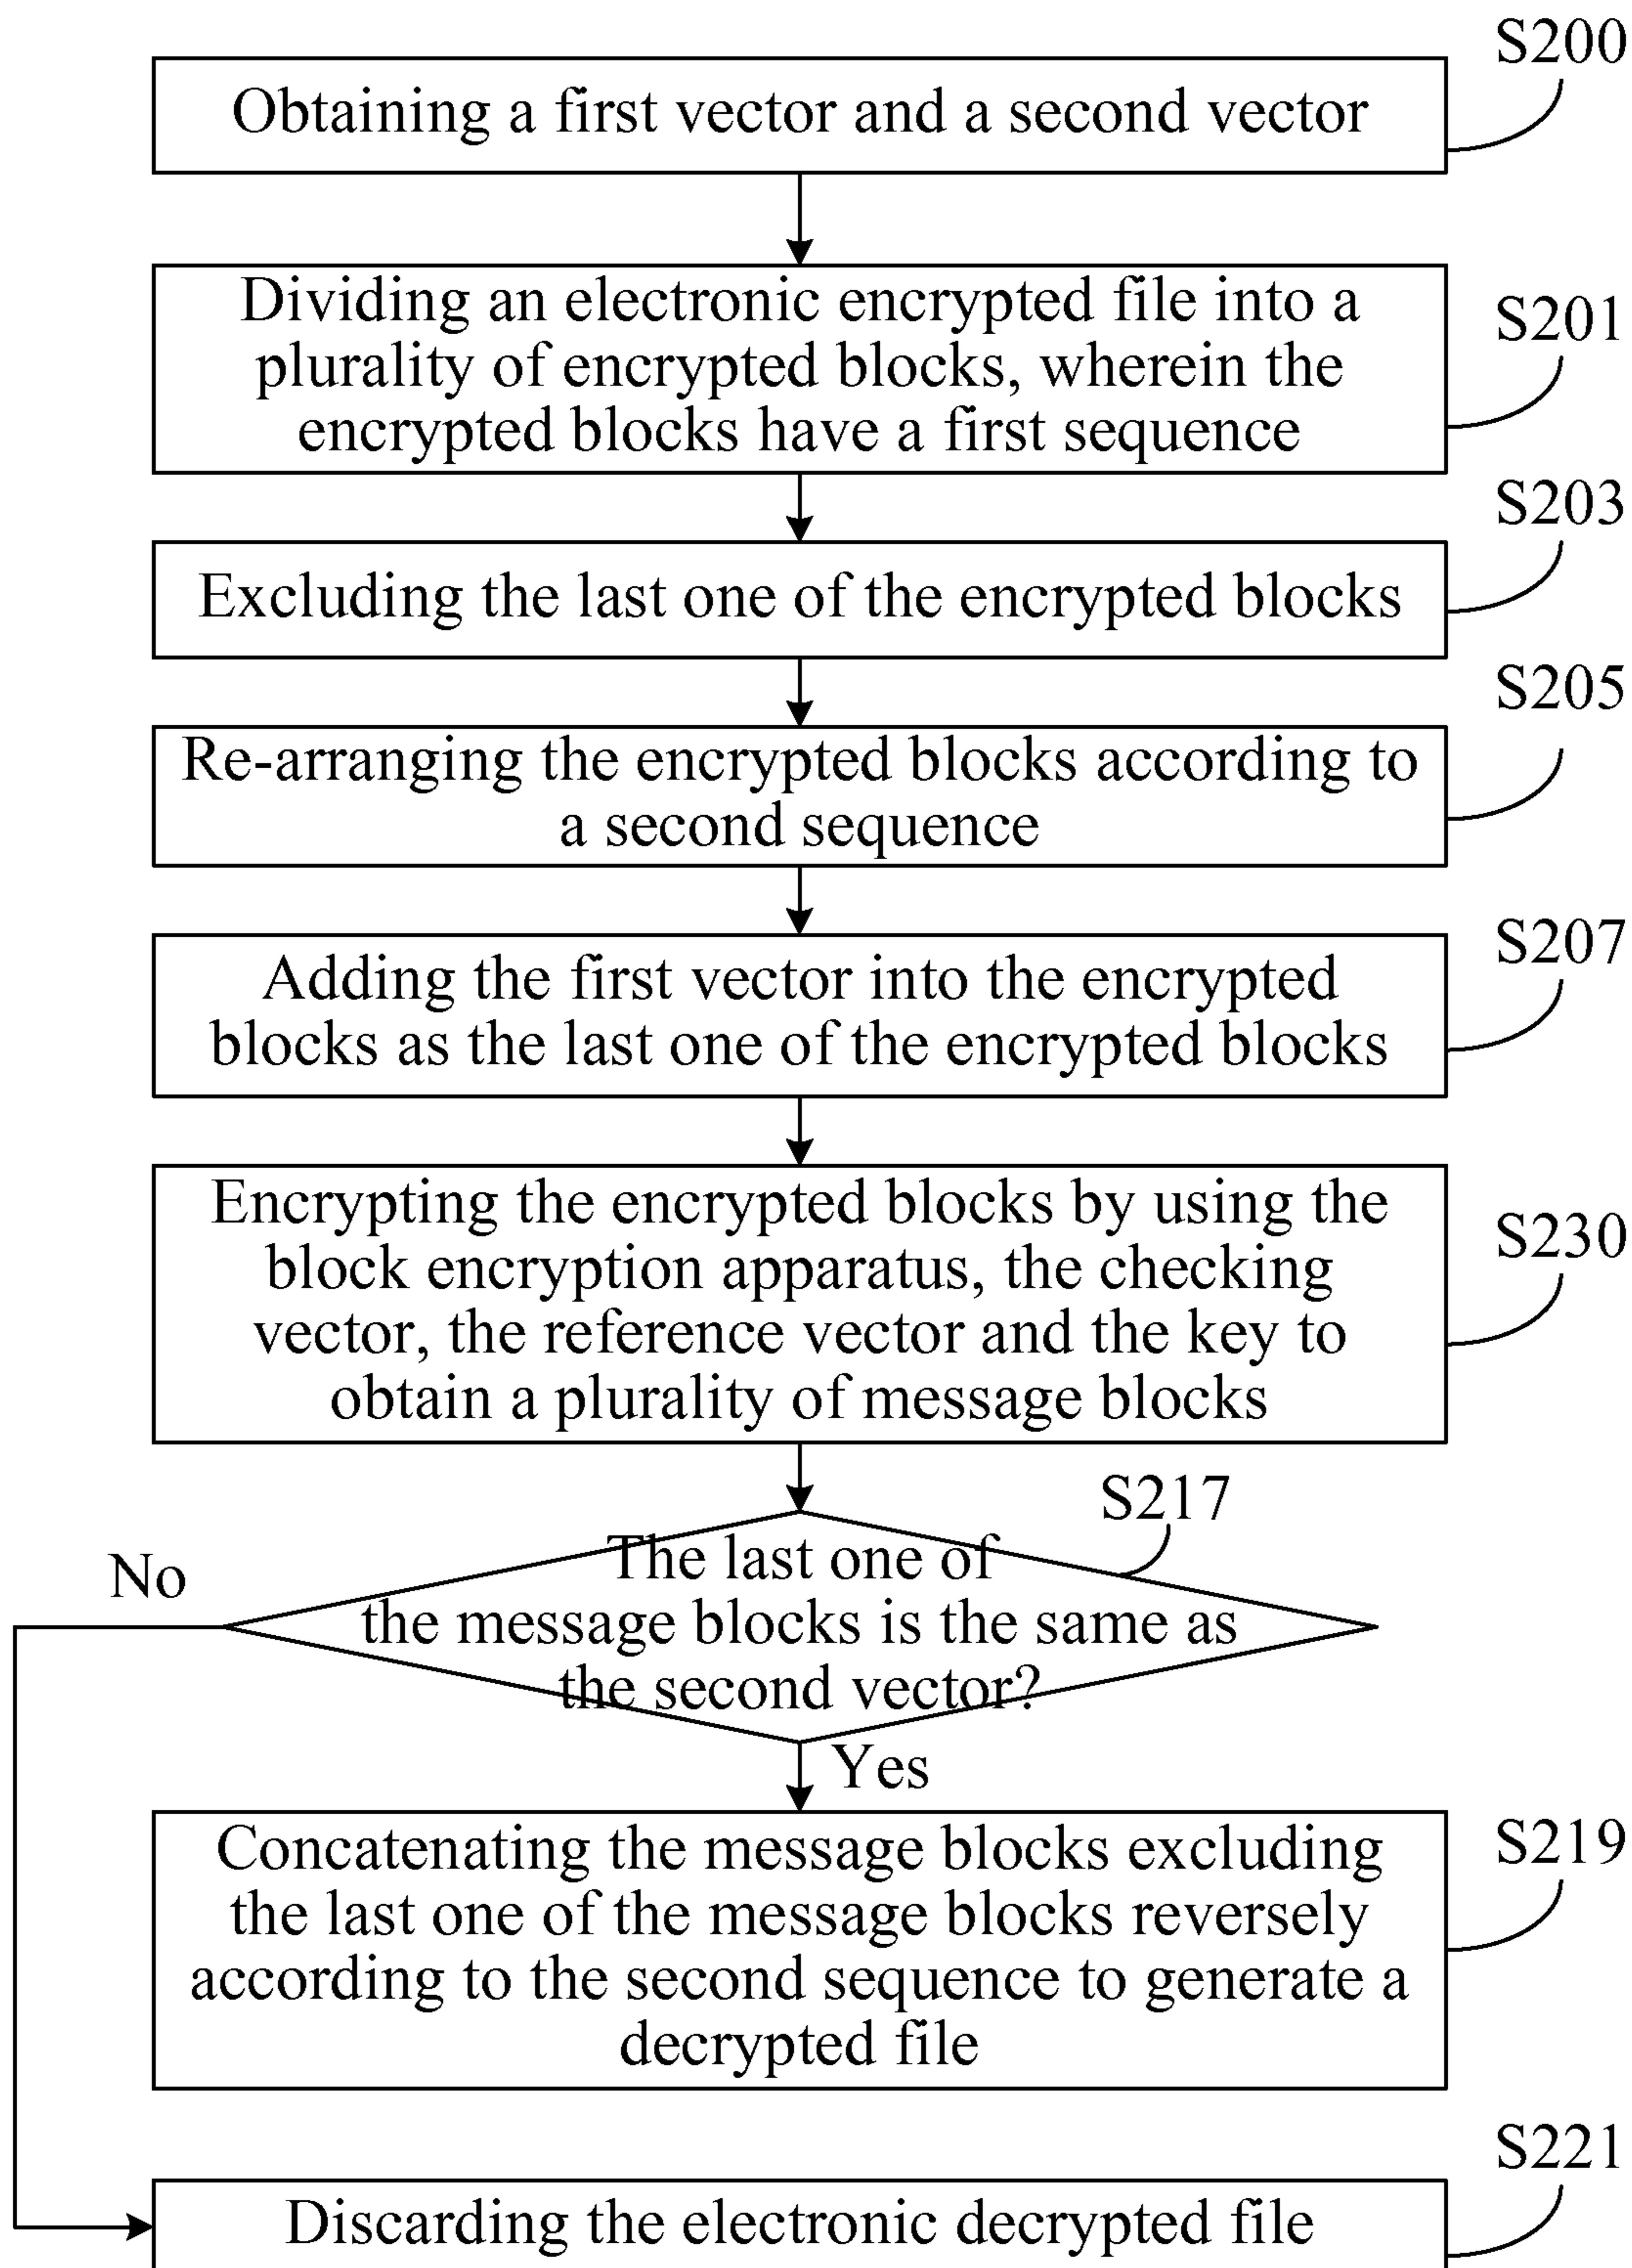 S200
Obtaining a first vector and a second vector
Dividing an electronic encrypted file into a
plurality of encrypted blocks, wherein the
encrypted blocks have a first sequence
S201
S203
Excluding the last one of the encrypted blocks
S205
Re-arranging the encrypted blocks according to
a second sequence
S207
Adding the first vector into the encrypted
blocks as the last one of the encrypted blocks
Encrypting the encrypted blocks by using the
block encryption apparatus, the checking
vector, the reference vector and the key to
obtain a plurality of message blocks
S230
S217
The last one of
the message blocks is the same as
the second vector?
No
Yes
Concatenating the message blocks excluding
the last one of the message blocks reversely
according to the second sequence to generate a
decrypted file
S219
S221
Discarding the electronic decrypted file